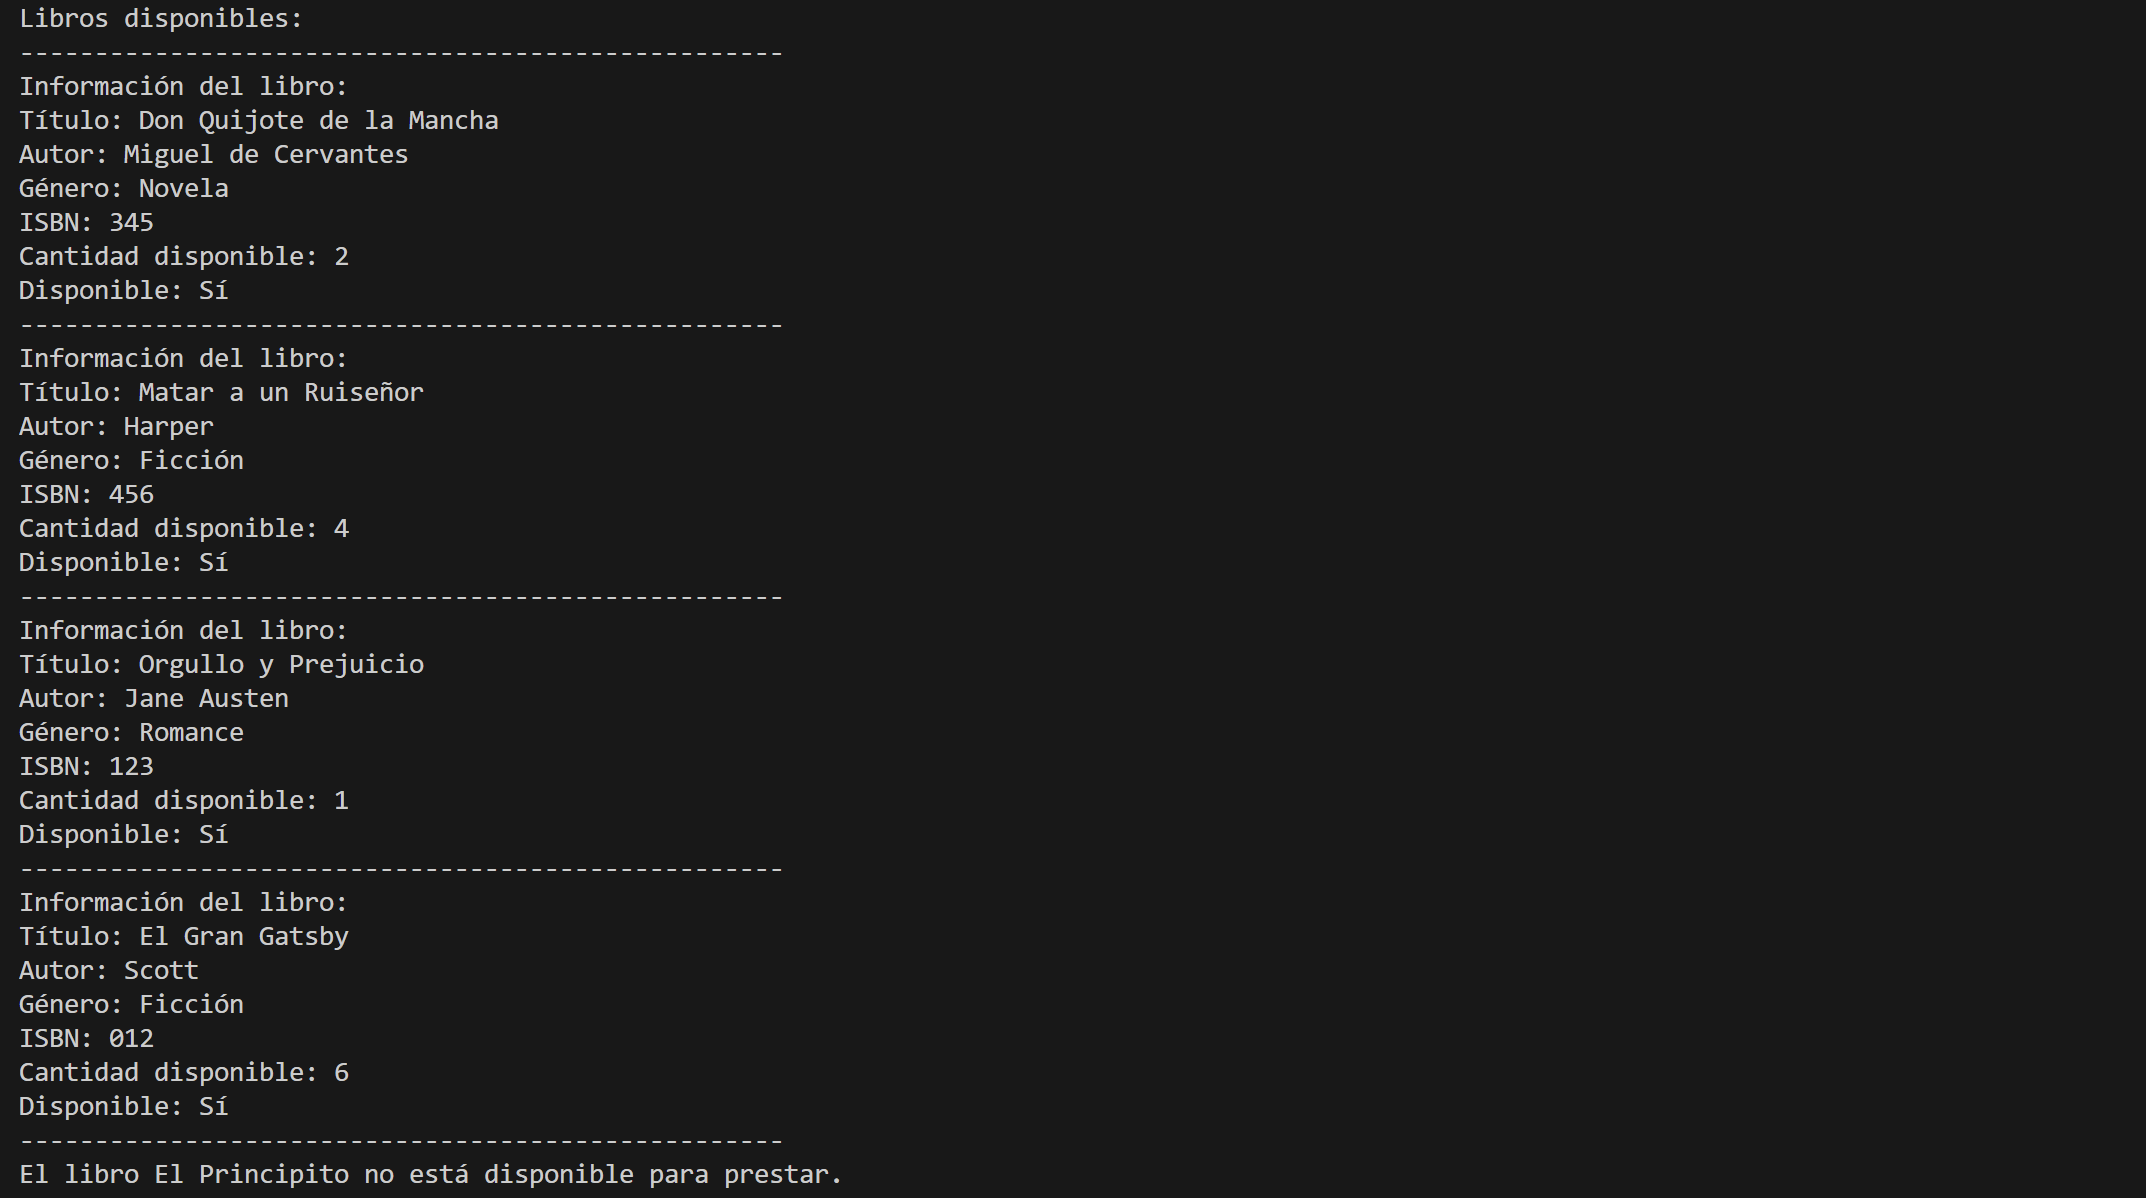 Libros disponibles:
---------------------------------------------------
Información del libro:
Título: Don Quijote de la Mancha
Autor: Miguel de Cervantes
Género: Novela
ISBN: 345
Cantidad disponible: 2
Disponible: Sí
---------------------------------------------------
Información del libro:
Título: Matar a un Ruiseñor
Autor: Harper
Género: Ficción
ISBN: 456
Cantidad disponible: 4
Disponible: Sí
---------------------------------------------------
Información del libro:
Título: Orgullo y Prejuicio
Autor: Jane Austen
Género: Romance
ISBN: 123
Cantidad disponible: 1
Disponible: Sí
---------------------------------------------------
Información del libro:
Título: El Gran Gatsby
Autor: Scott
Género: Ficción
ISBN: 012
Cantidad disponible: 6
Disponible: Sí
---------------------------------------------------
El libro El Principito no está disponible para prestar.